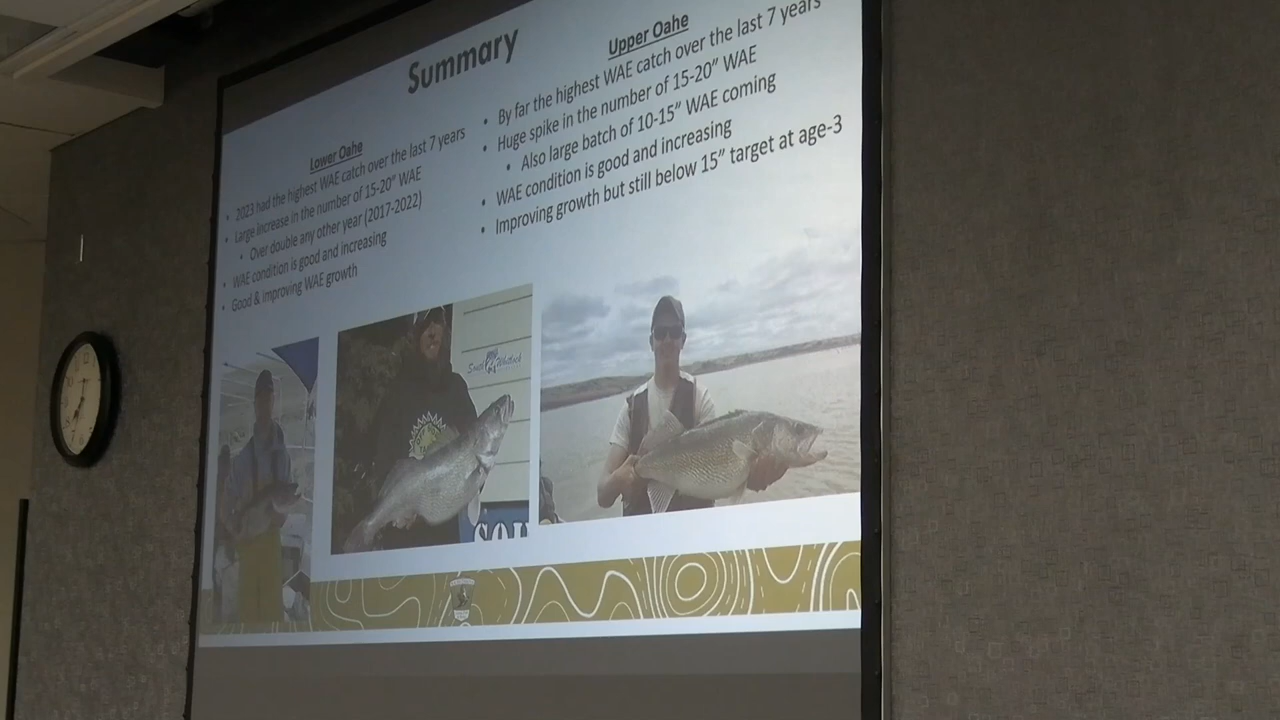 Summary
Lower Oahe
2023 had the highest WAE catch over the last 7 years
Large increase in the number of 15-20" WAE
Over double any other year (2017-2022)
WAE condition is good and increasing
Good & improving WAE growth
Upper Oahe
By far the highest WAE catch over the last 7 years
Huge spike in the number of 15-20" WAE
Also large batch of 10-15" WAE coming
WAE condition is good and increasing
Improving growth but still below 15" target at age-3
South Whitlock